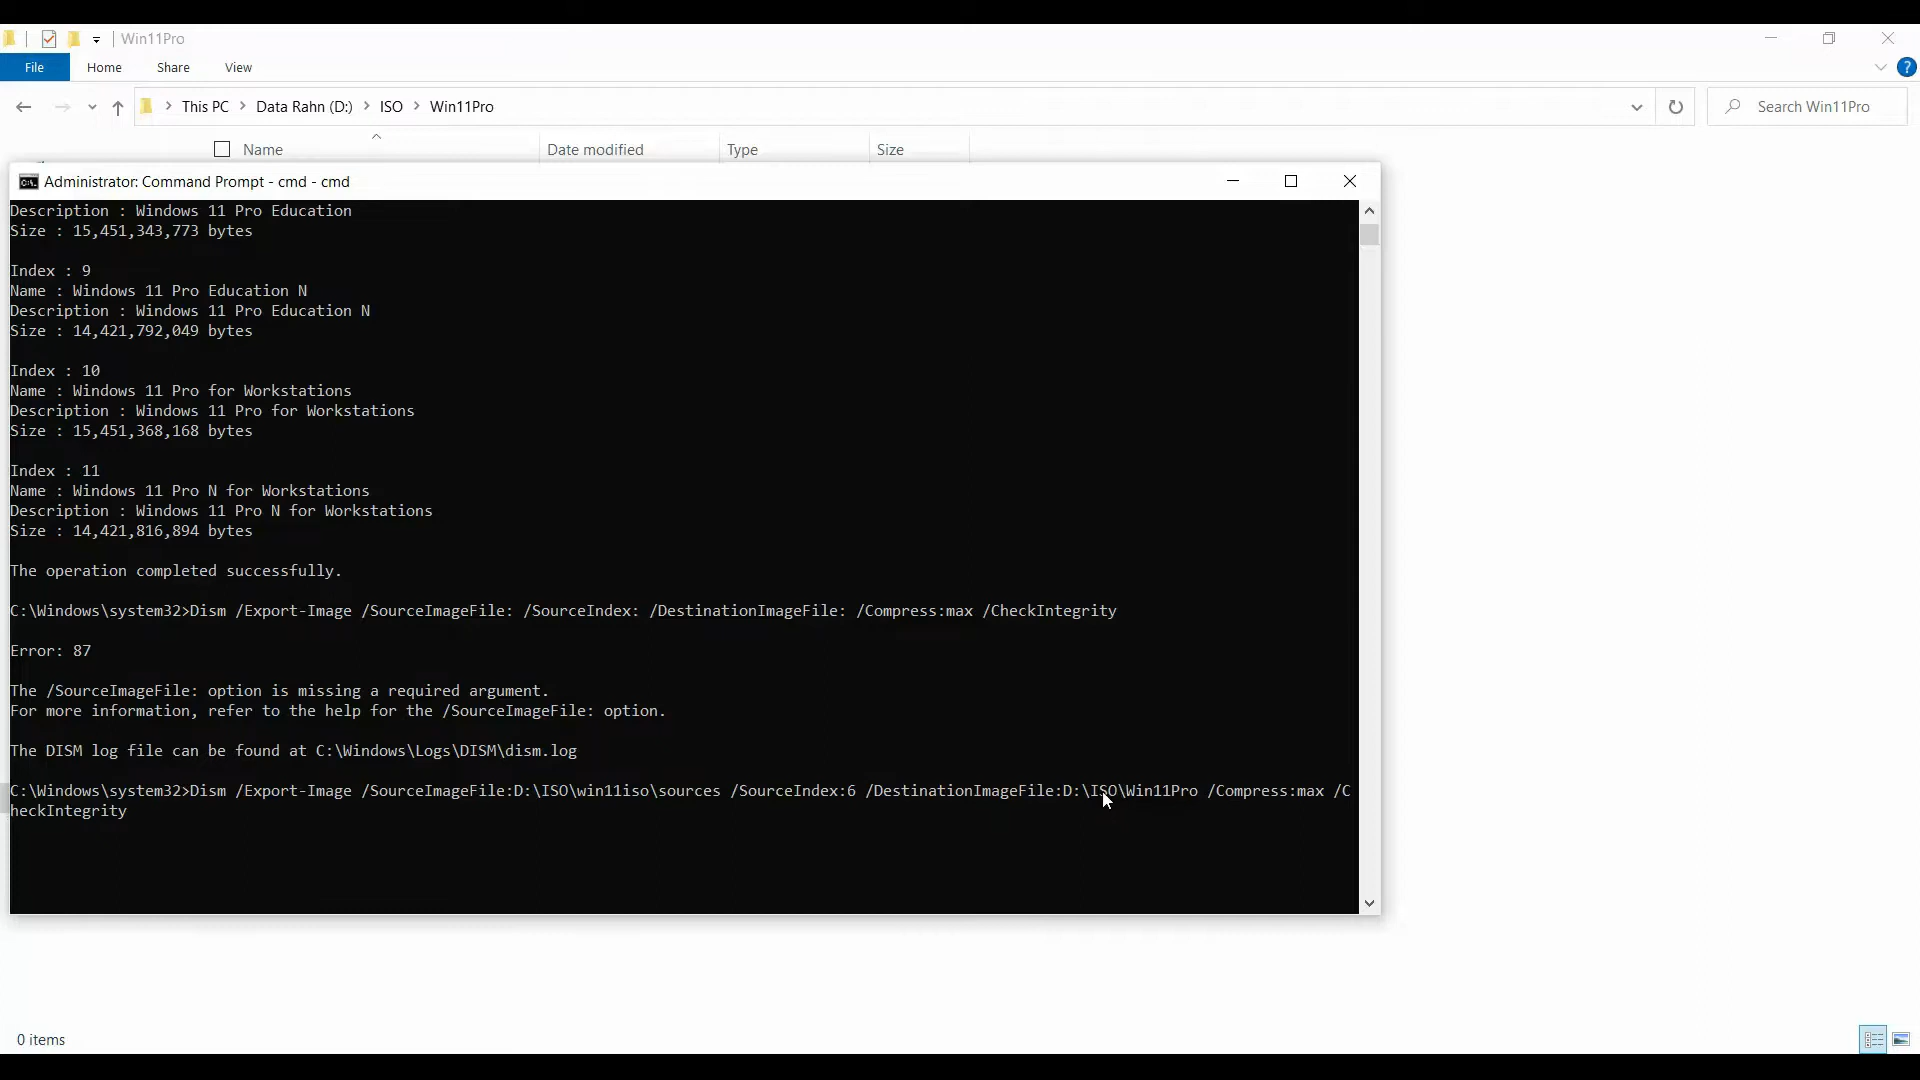 Win11Pro
File Home Share View
This PC > Data Rahn (D:) > ISO > Win11Pro
Search Win11Pro
Name Date modified Type Size
Administrator: Command Prompt - cmd - cmd
Description : Windows 11 Pro Education
Size : 15,451,343,773 bytes
Index : 9
Name : Windows 11 Pro Education N
Description : Windows 11 Pro Education N
Size : 14,421,792,049 bytes
Index : 10
Name : Windows 11 Pro for Workstations
Description : Windows 11 Pro for Workstations
Size : 15,451,368,168 bytes
Index : 11
Name : Windows 11 Pro N for Workstations
Description : Windows 11 Pro N for Workstations
Size : 14,421,816,894 bytes
The operation completed successfully.
C:\Windows\system32>Dism /Export-Image /SourceImageFile: /SourceIndex: /DestinationImageFile: /Compress:max /CheckIntegrity
Error: 87
The /SourceImageFile: option is missing a required argument.
For more information, refer to the help for the /SourceImageFile: option.
The DISM log file can be found at C:\Windows\Logs\DISM\dism.log
C:\Windows\system32>Dism /Export-Image /SourceImageFile:D:\ISO\win11iso\sources /SourceIndex:6 /DestinationImageFile:D:\ISO\Win11Pro /Compress:max /C
heckIntegrity
0 items